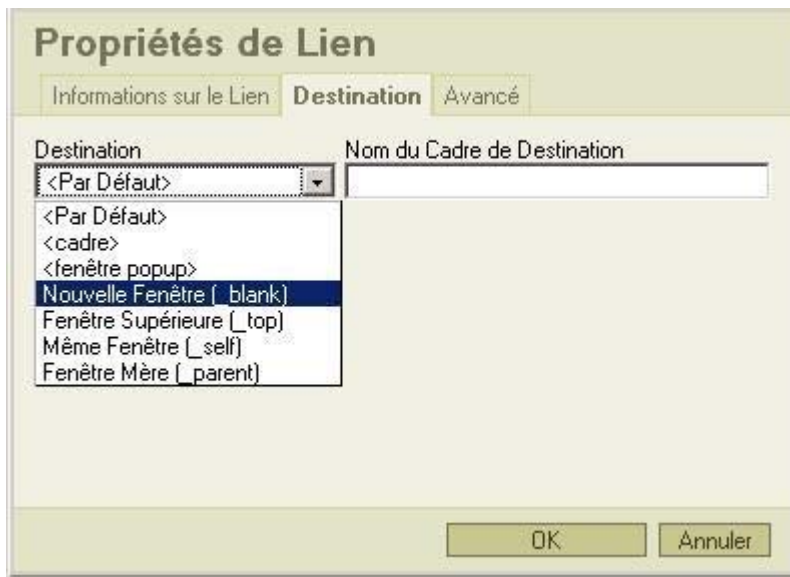 Propriétés de Lien
Informations sur le Lien Destination Avancé
Destination Nom du Cadre de Destination
<Par Défaut>
<Par Défaut>
<cadre>
<fenêtre popup>
Nouvelle Fenêtre (_blank)
Fenêtre Supérieure (_top)
Même Fenêtre (_self)
Fenêtre Mère (_parent)
OK Annuler